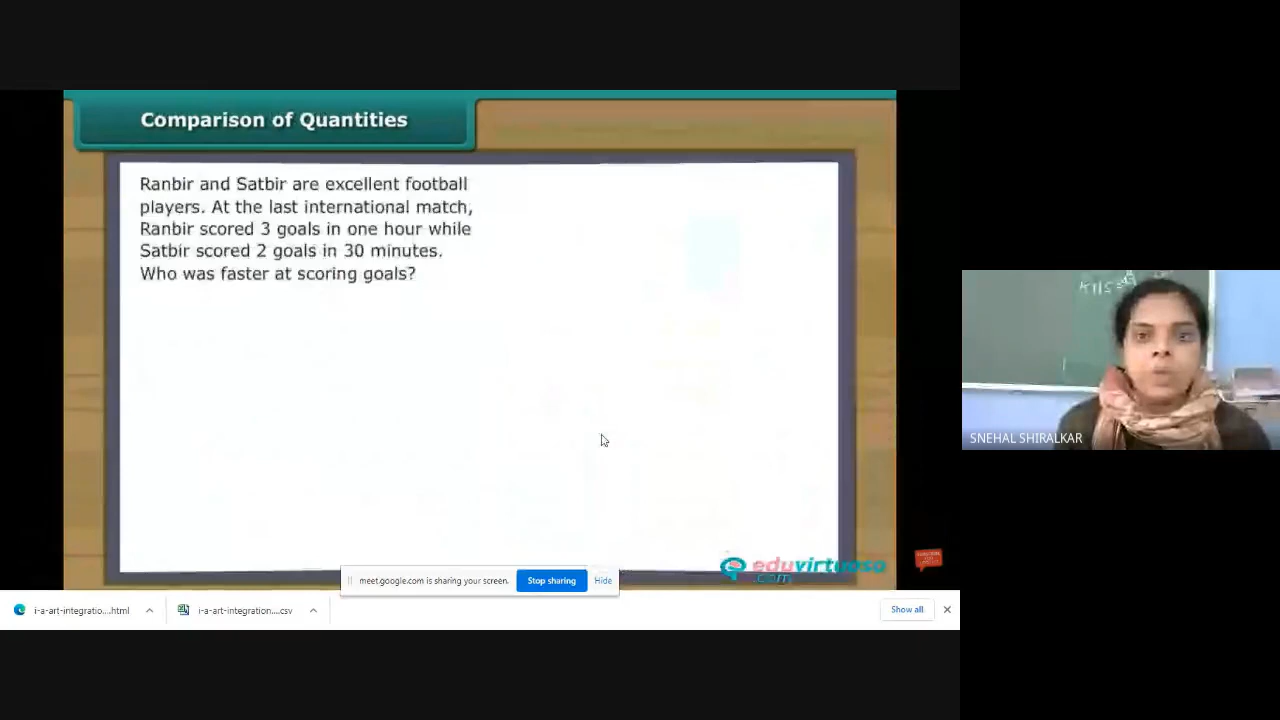 Comparison of Quantities
Ranbir and Satbir are excellent football
players. At the last international match,
Ranbir scored 3 goals in one hour while
Satbir scored 2 goals in 30 minutes.
Who was faster at scoring goals?
SNEHAL SHIRALKAR
eduvirtuoso
.com
meet.google.com is sharing your screen.
Stop sharing
Hide
i-a-art-integratio....html
i-a-art-integration....csv
Show all